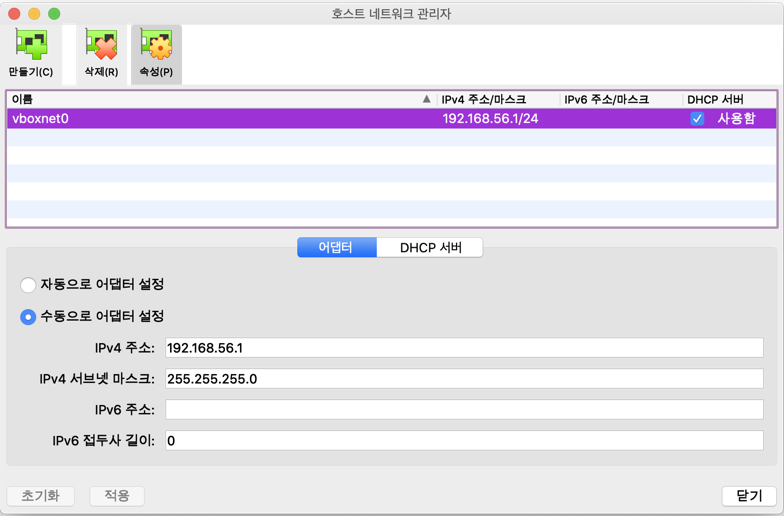 호스트 네트워크 관리자
만들기(C) 삭제(R) 속성(P)
이름 IPv4 주소/마스크 IPv6 주소/마스크 DHCP 서버
vboxnet0 192.168.56.1/24 사용함
어댑터 DHCP 서버
자동으로 어댑터 설정
수동으로 어댑터 설정
IPv4 주소: 192.168.56.1
IPv4 서브넷 마스크: 255.255.255.0
IPv6 주소:
IPv6 접두사 길이: 0
초기화 적용 닫기